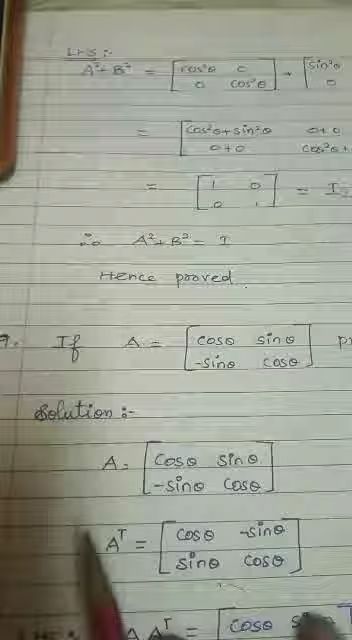 LHS :-
A²+B² = [cos²θ 0 + [sin²θ
0 cos²θ] 0
= [cos²θ+sin²θ 0+0
0+0 cos²θ+
= [1 0 = I
0 1]
∴ A²+B² = I
Hence proved.
If A = [cosθ sinθ
-sinθ cosθ]
Solution :-
A = [cosθ sinθ
-sinθ cosθ]
Aᵀ = [cosθ -sinθ
sinθ cosθ]
A Aᵀ = [cosθ